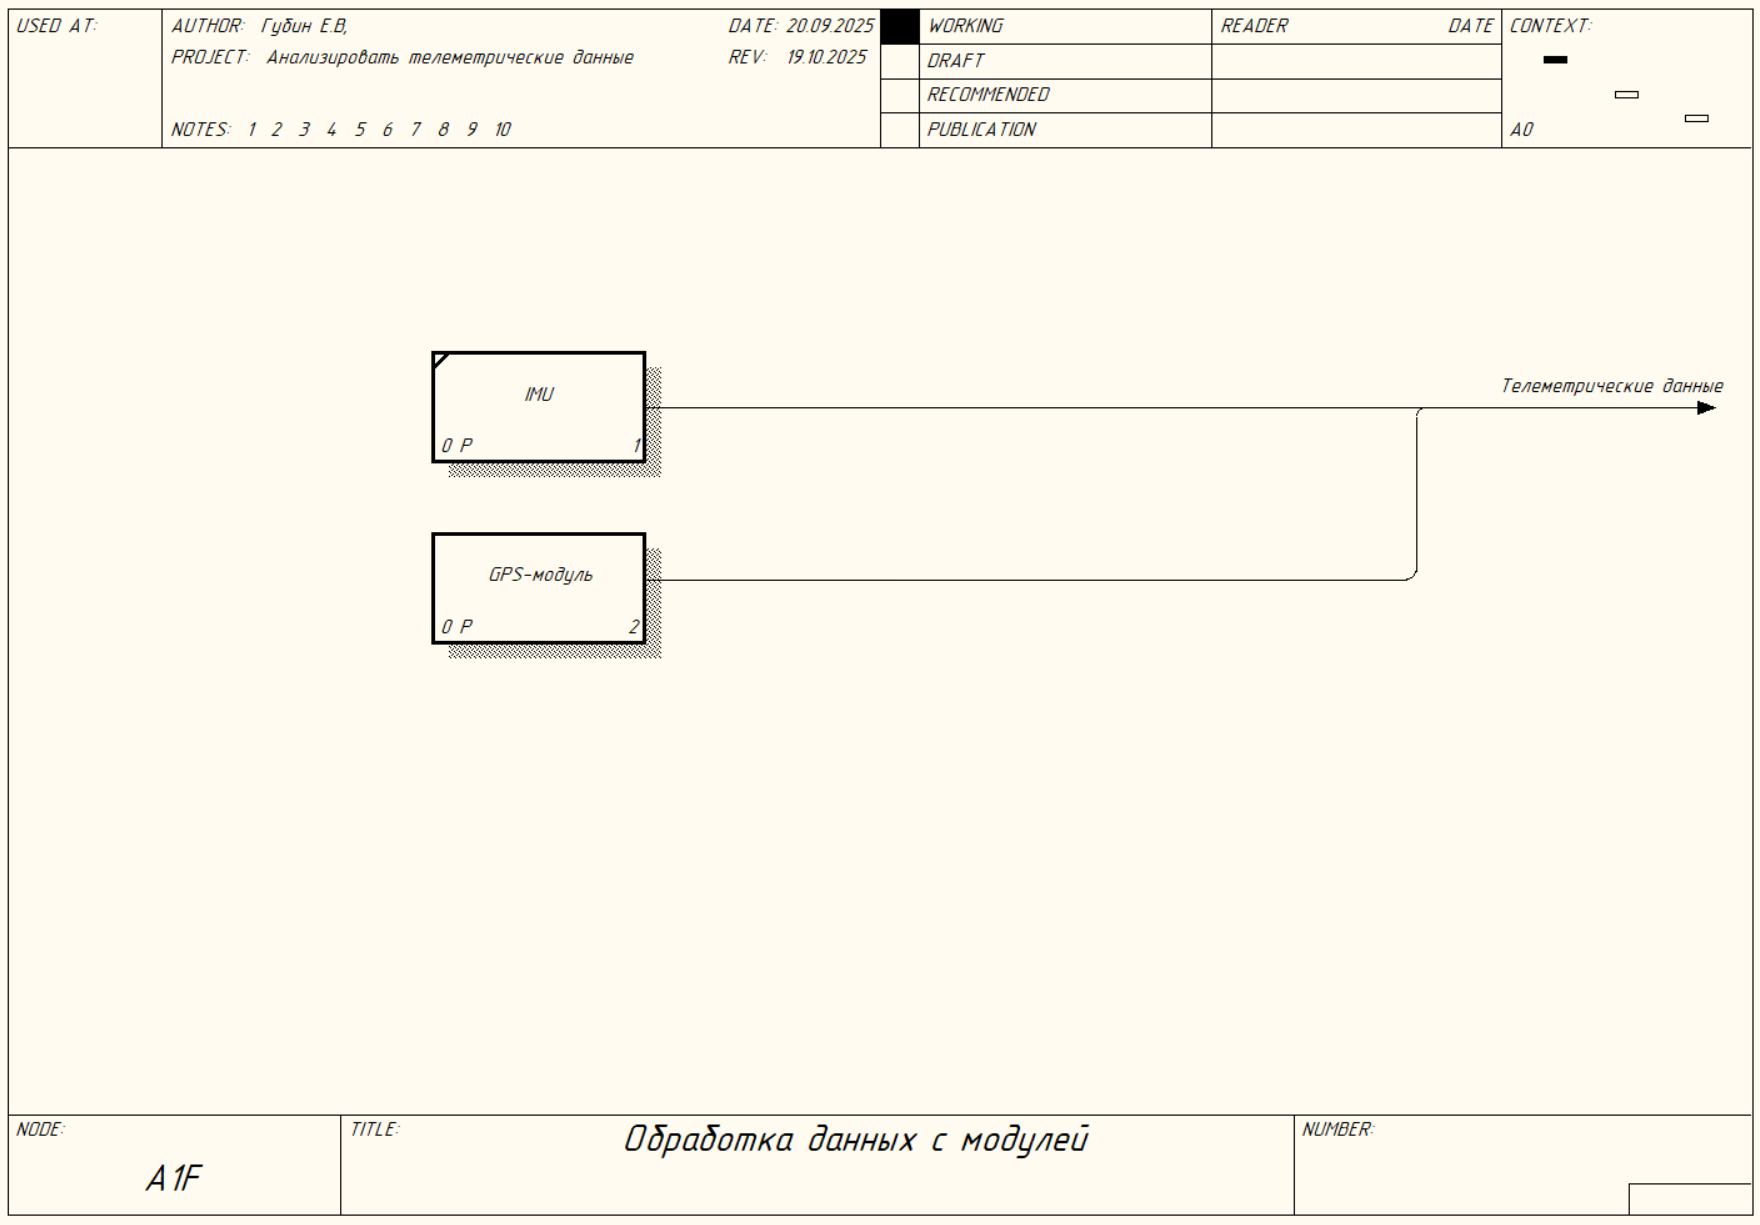 USED AT:
AUTHOR: Губин Е.В,
DATE: 20.09.2025
PROJECT: Анализировать телеметрические данные
REV: 19.10.2025
NOTES: 1 2 3 4 5 6 7 8 9 10
WORKING
DRAFT
RECOMMENDED
PUBLICATION
READER DATE
CONTEXT:
A0
IMU
0 P 1
Телеметрические данные
GPS-модуль
0 P 2
NODE:
A1F
TITLE:
Обработка данных с модулей
NUMBER: